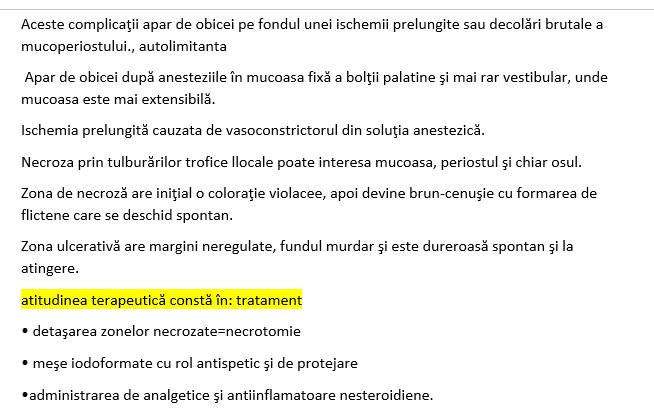 Aceste complicaţii apar de obicei pe fondul unei ischemii prelungite sau decolări brutale a
mucoperiostului., autolimitanta
Apar de obicei după anesteziile în mucoasa fixă a bolţii palatine şi mai rar vestibular, unde
mucoasa este mai extensibilă.
Ischemia prelungită cauzata de vasoconstrictorul din soluţia anestezică.
Necroza prin tulburărilor trofice llocale poate interesa mucoasa, periostul şi chiar osul.
Zona de necroză are iniţial o coloraţie violacee, apoi devine brun-cenuşie cu formarea de
flictene care se deschid spontan.
Zona ulcerativă are margini neregulate, fundul murdar şi este dureroasă spontan şi la
atingere.
atitudinea terapeutică constă în: tratament
• detaşarea zonelor necrozate=necrotomie
• meşe iodoformate cu rol antispetic şi de protejare
•administrarea de analgetice şi antiinflamatoare nesteroidiene.